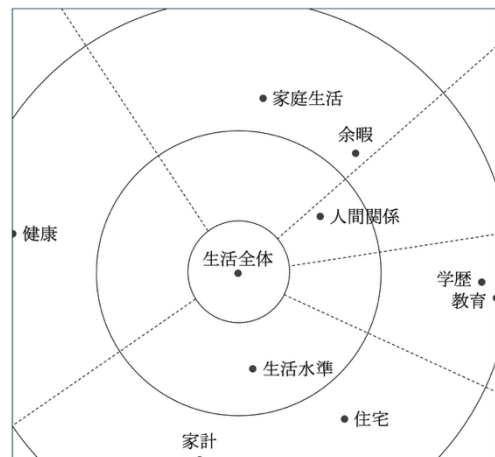 家庭生活
余暇
人間関係
健康
生活全体
学歴
教育
生活水準
住宅
家計